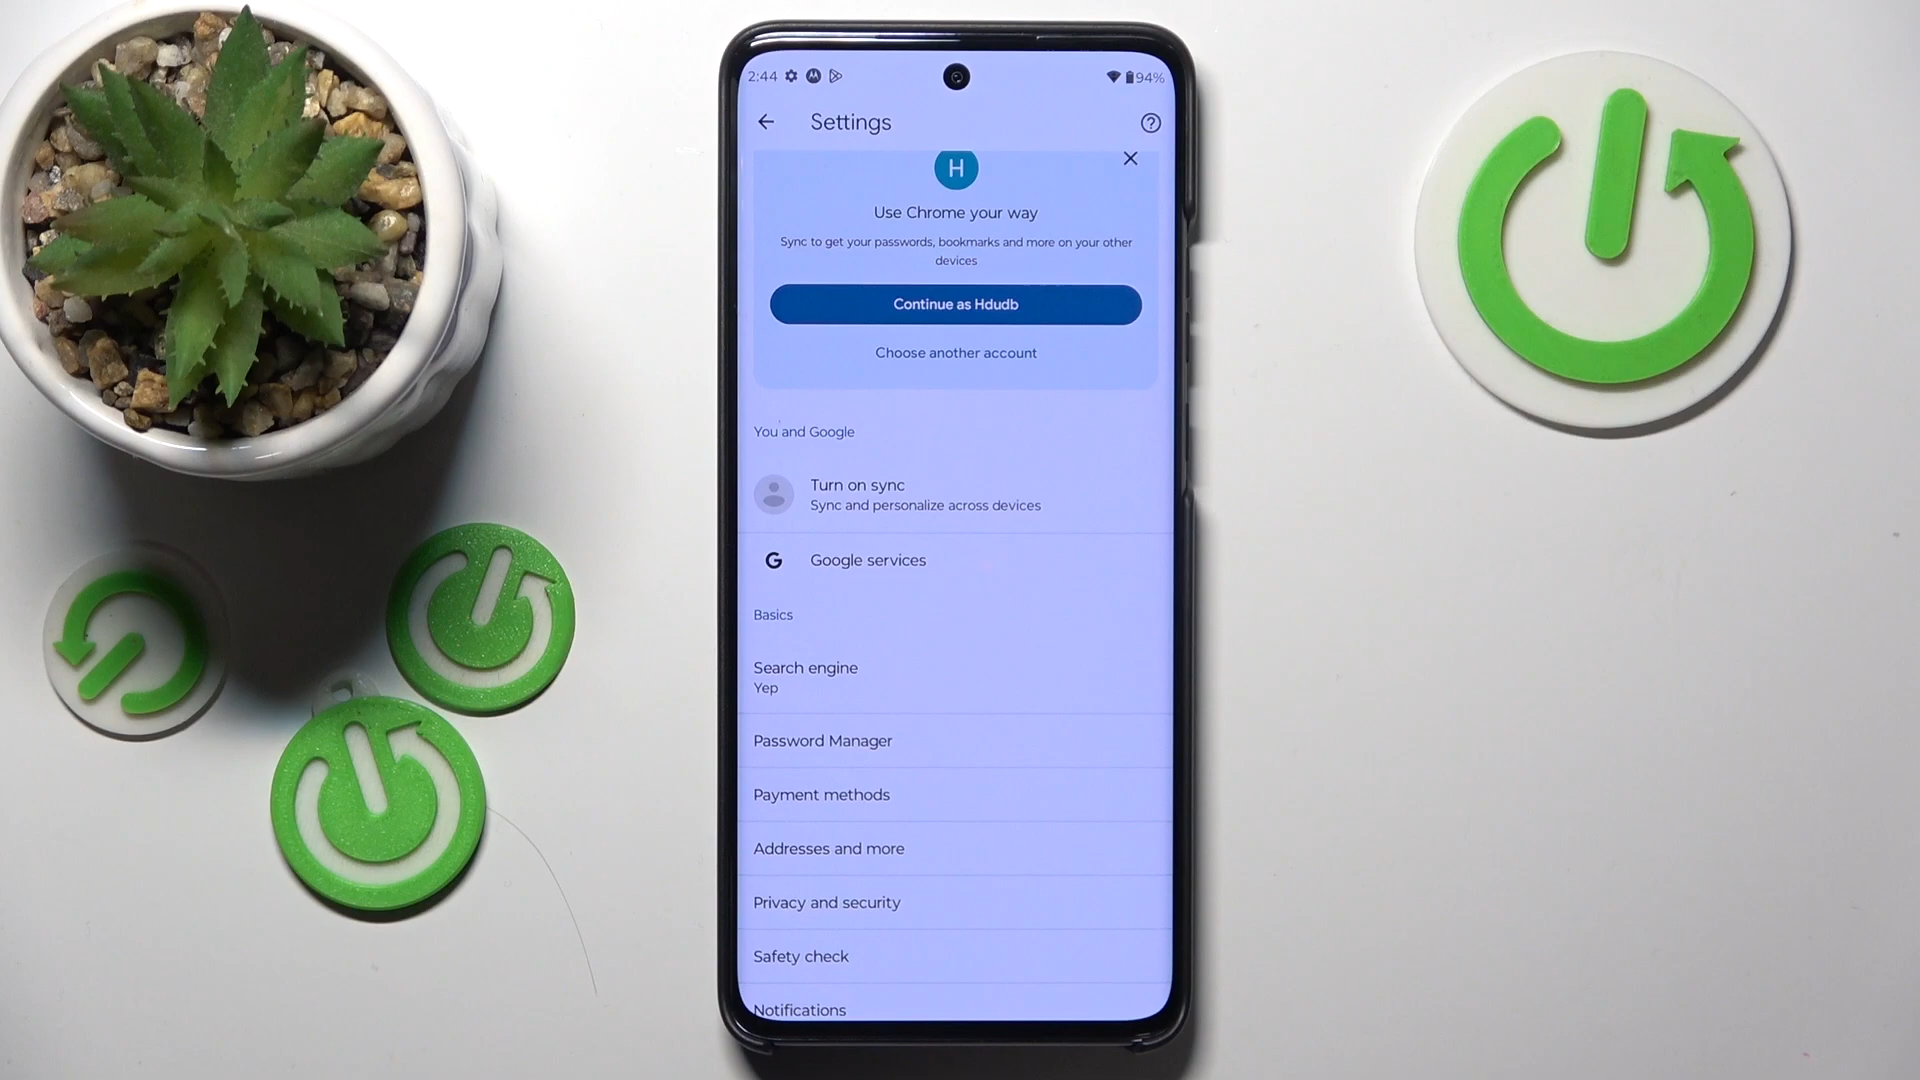 2:44 94%
Settings
H
Use Chrome your way
Sync to get your passwords, bookmarks and more on your other
devices
Continue as Hdudb
Choose another account
You and Google
Turn on sync
Sync and personalize across devices
G Google services
Basics
Search engine
Yep
Password Manager
Payment methods
Addresses and more
Privacy and security
Safety check
Notifications